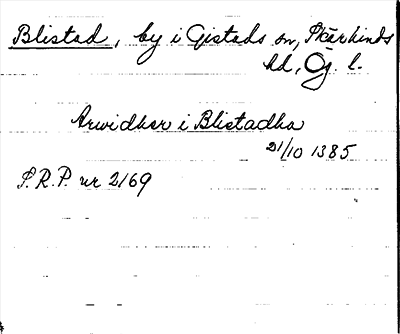 Blistad, by i Gistads sn, Skärkinds
hd, Ög. l.
Arwidher i Blistadha
21/10 1385
S.R.P. nr 2169